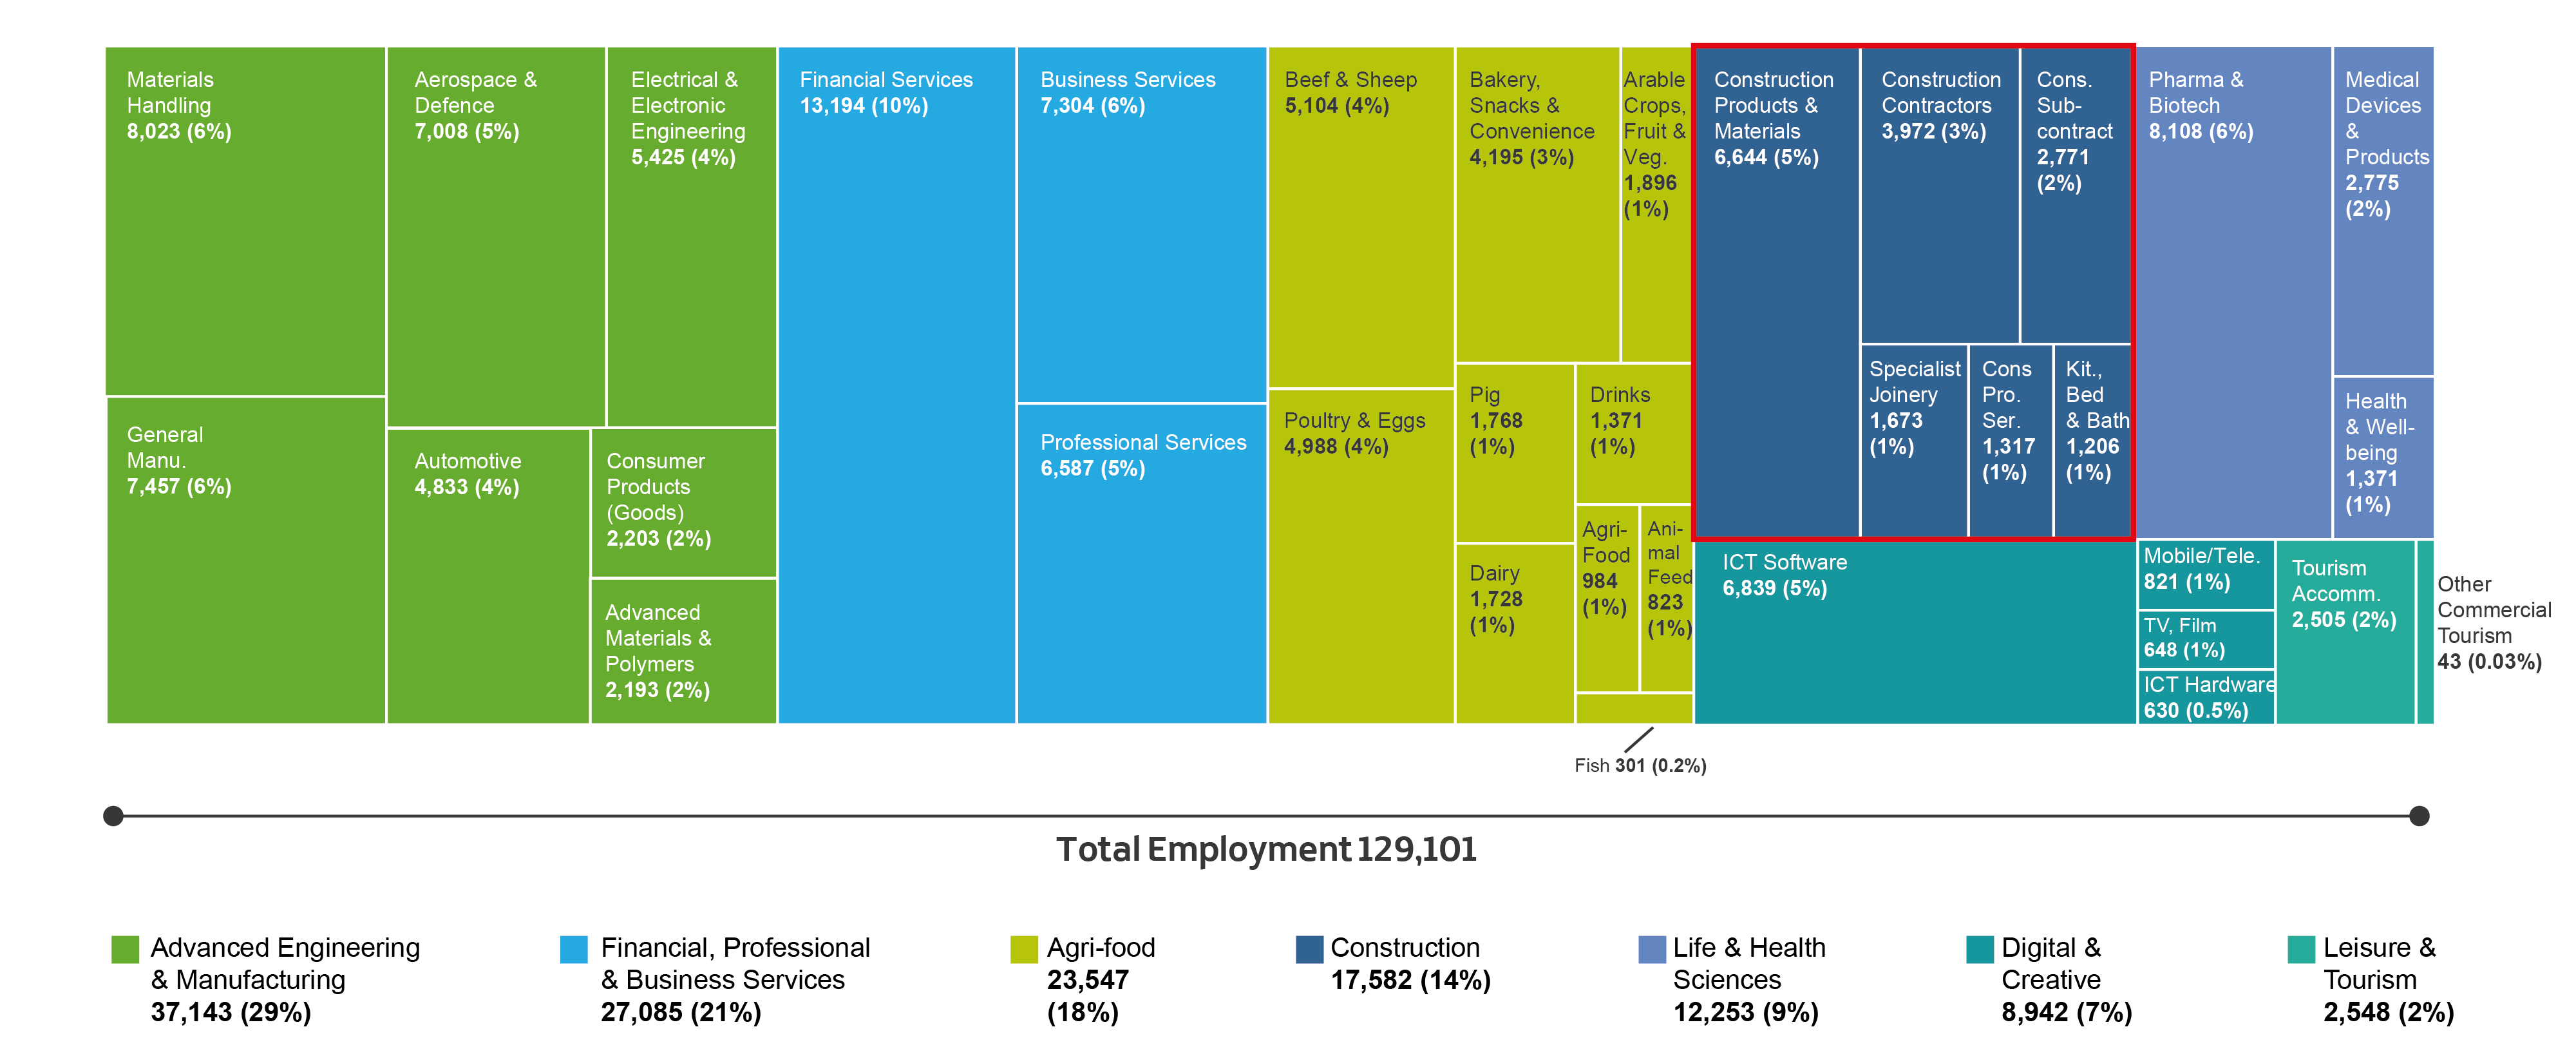 Materials
Handling
8,023 (6%)
General
Manu.
7,457 (6%)
Aerospace &
Defence
7,008 (5%)
Electrical &
Electronic
Engineering
5,425 (4%)
Automotive
4,833 (4%)
Consumer
Products
(Goods)
2,203 (2%)
Advanced
Materials &
Polymers
2,193 (2%)
Financial Services
13,194 (10%)
Business Services
7,304 (6%)
Professional Services
6,587 (5%)
Beef & Sheep
5,104 (4%)
Poultry & Eggs
4,988 (4%)
Bakery,
Snacks &
Convenience
4,195 (3%)
Arable
Crops,
Fruit &
Veg.
1,896
(1%)
Pig
1,768
(1%)
Drinks
1,371
(1%)
Dairy
1,728
(1%)
Agri-
Food
984
(1%)
Ani-
mal
Feed
823
(1%)
Fish 301 (0.2%)
Construction
Products &
Materials
6,644 (5%)
Construction
Contractors
3,972 (3%)
Cons.
Sub-
contract
2,771
(2%)
Specialist
Joinery
1,673
(1%)
Cons
Pro.
Ser.
1,317
(1%)
Kit.,
Bed
& Bath
1,206
(1%)
Pharma &
Biotech
8,108 (6%)
Medical
Devices
&
Products
2,775
(2%)
Health
& Well-
being
1,371
(1%)
ICT Software
6,839 (5%)
Mobile/Tele.
821 (1%)
TV, Film
648 (1%)
ICT Hardware
630 (0.5%)
Tourism
Accomm.
2,505 (2%)
Other
Commercial
Tourism
43 (0.03%)
Total Employment 129,101
Advanced Engineering
& Manufacturing
37,143 (29%)
Financial, Professional
& Business Services
27,085 (21%)
Agri-food
23,547
(18%)
Construction
17,582 (14%)
Life & Health
Sciences
12,253 (9%)
Digital &
Creative
8,942 (7%)
Leisure &
Tourism
2,548 (2%)